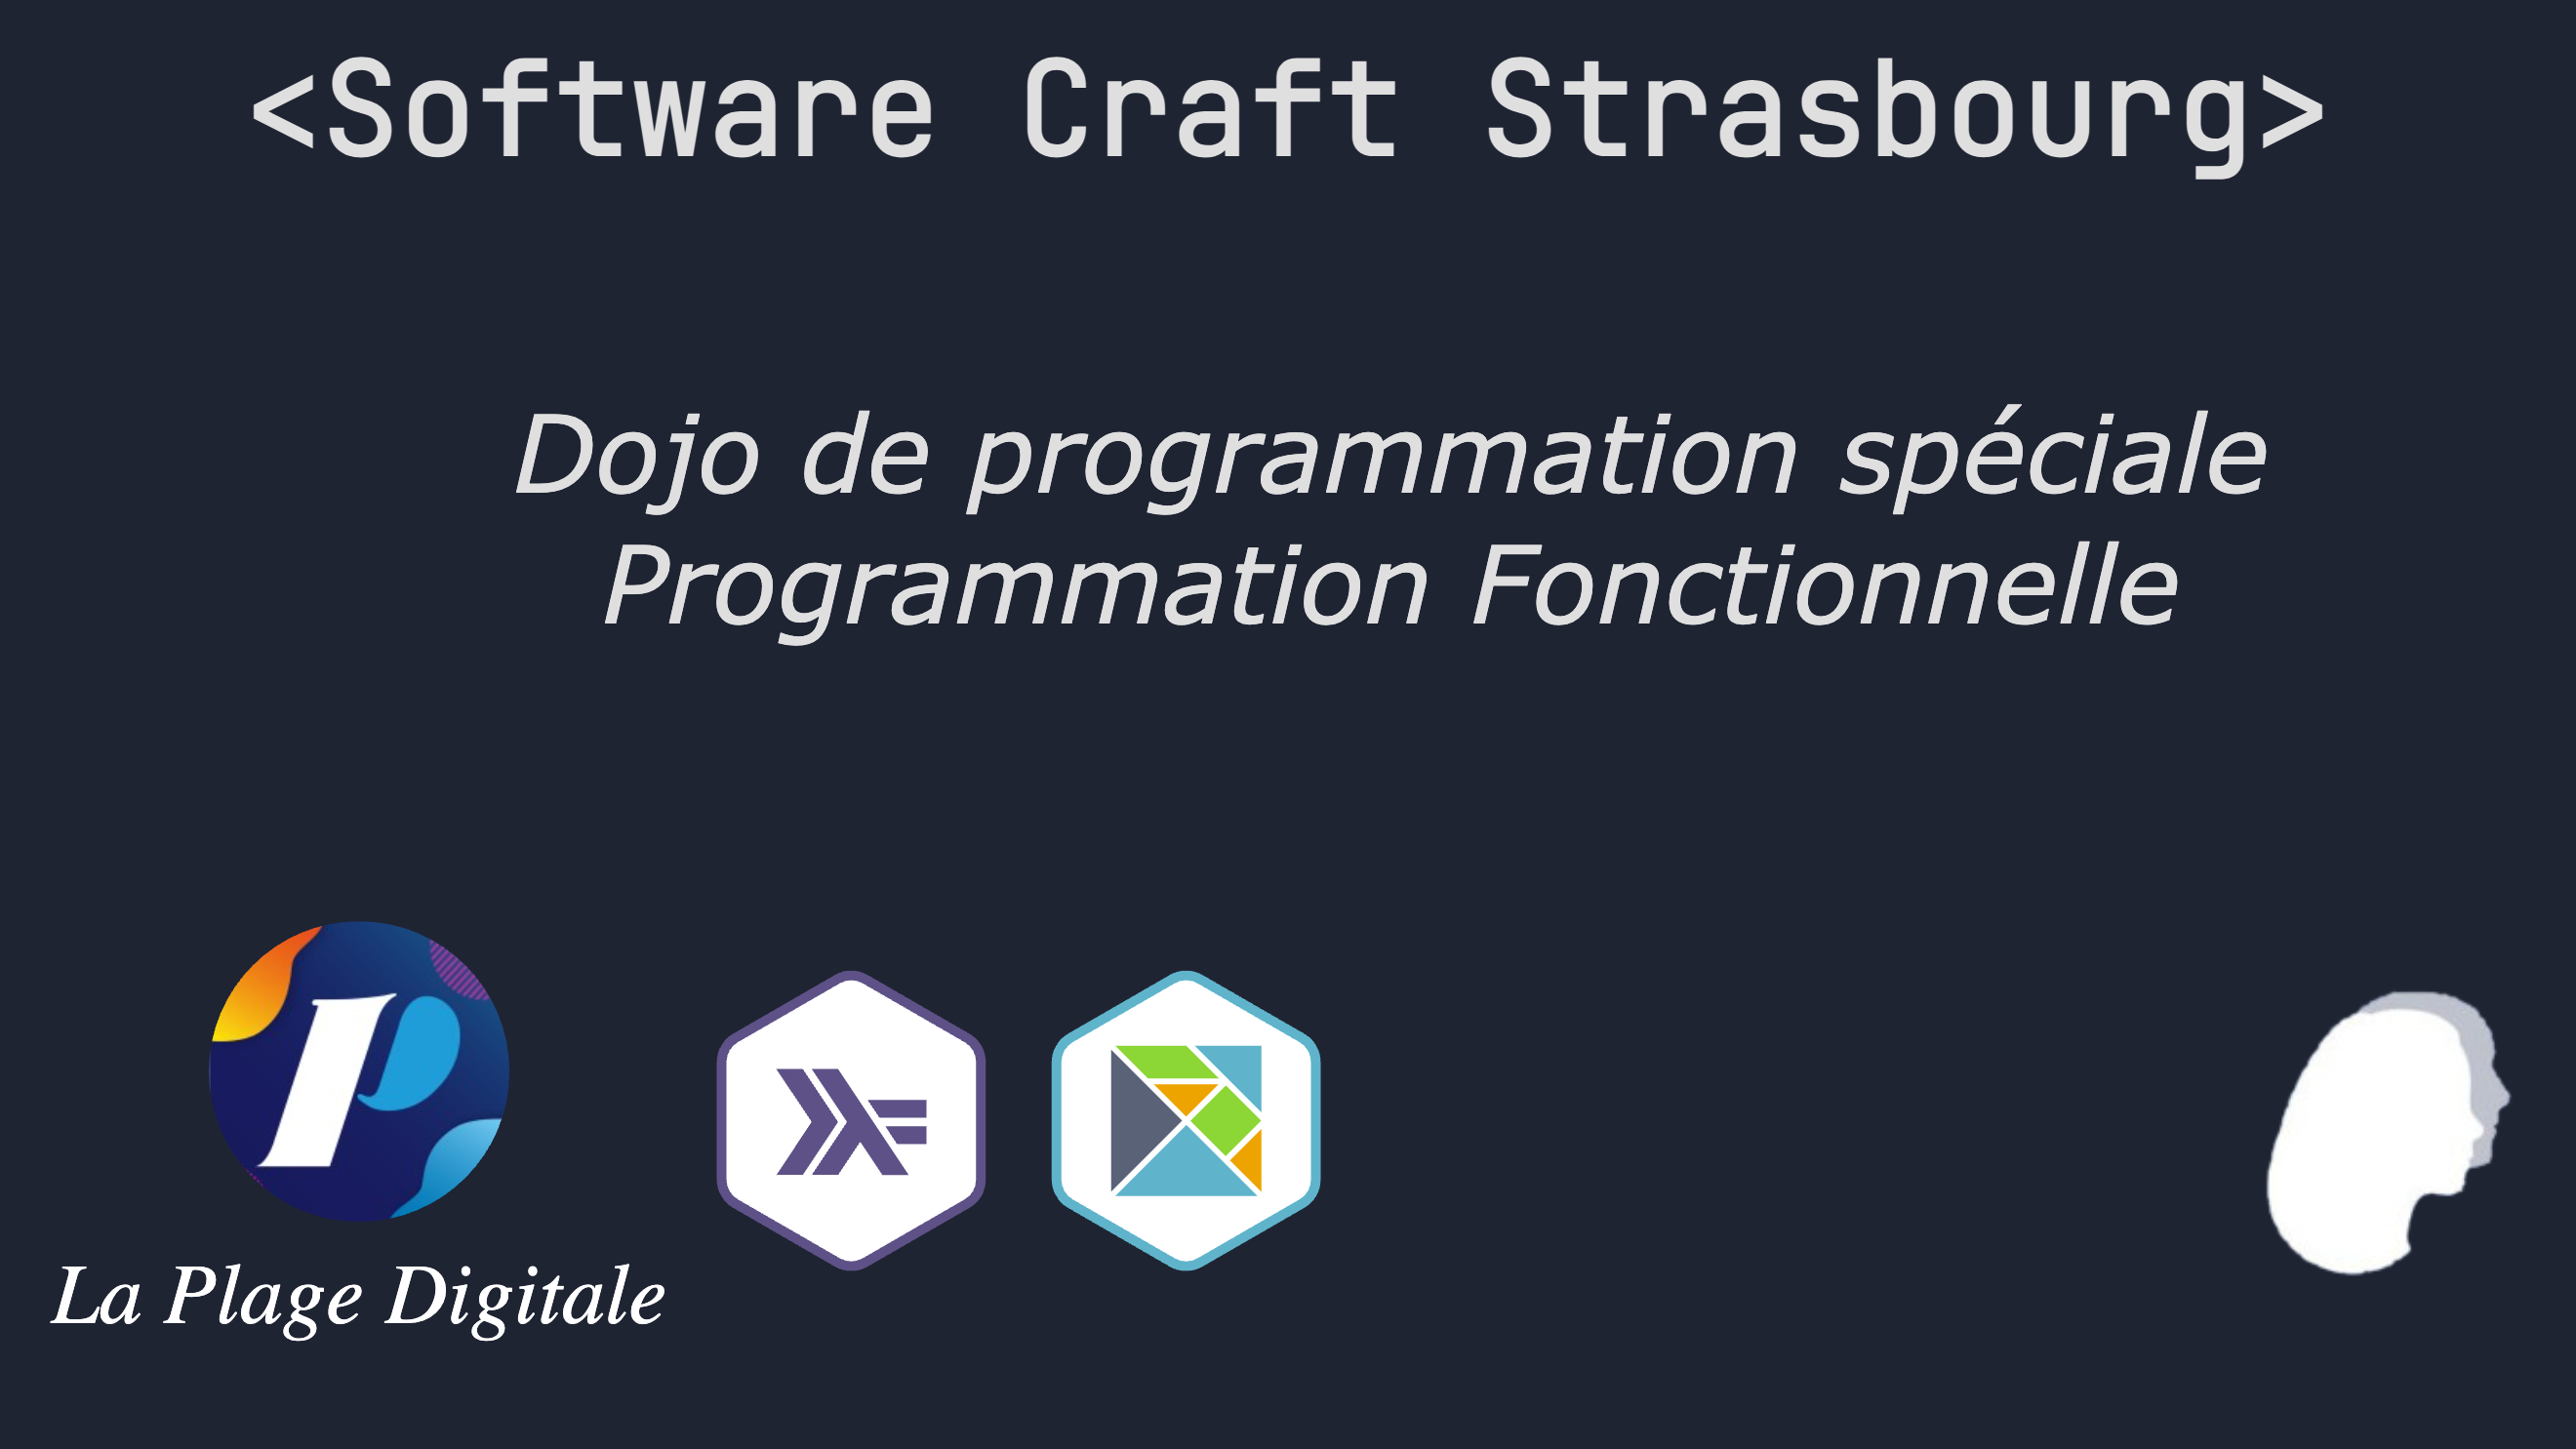 <Software Craft Strasbourg>
Dojo de programmation spéciale
Programmation Fonctionnelle
La Plage Digitale